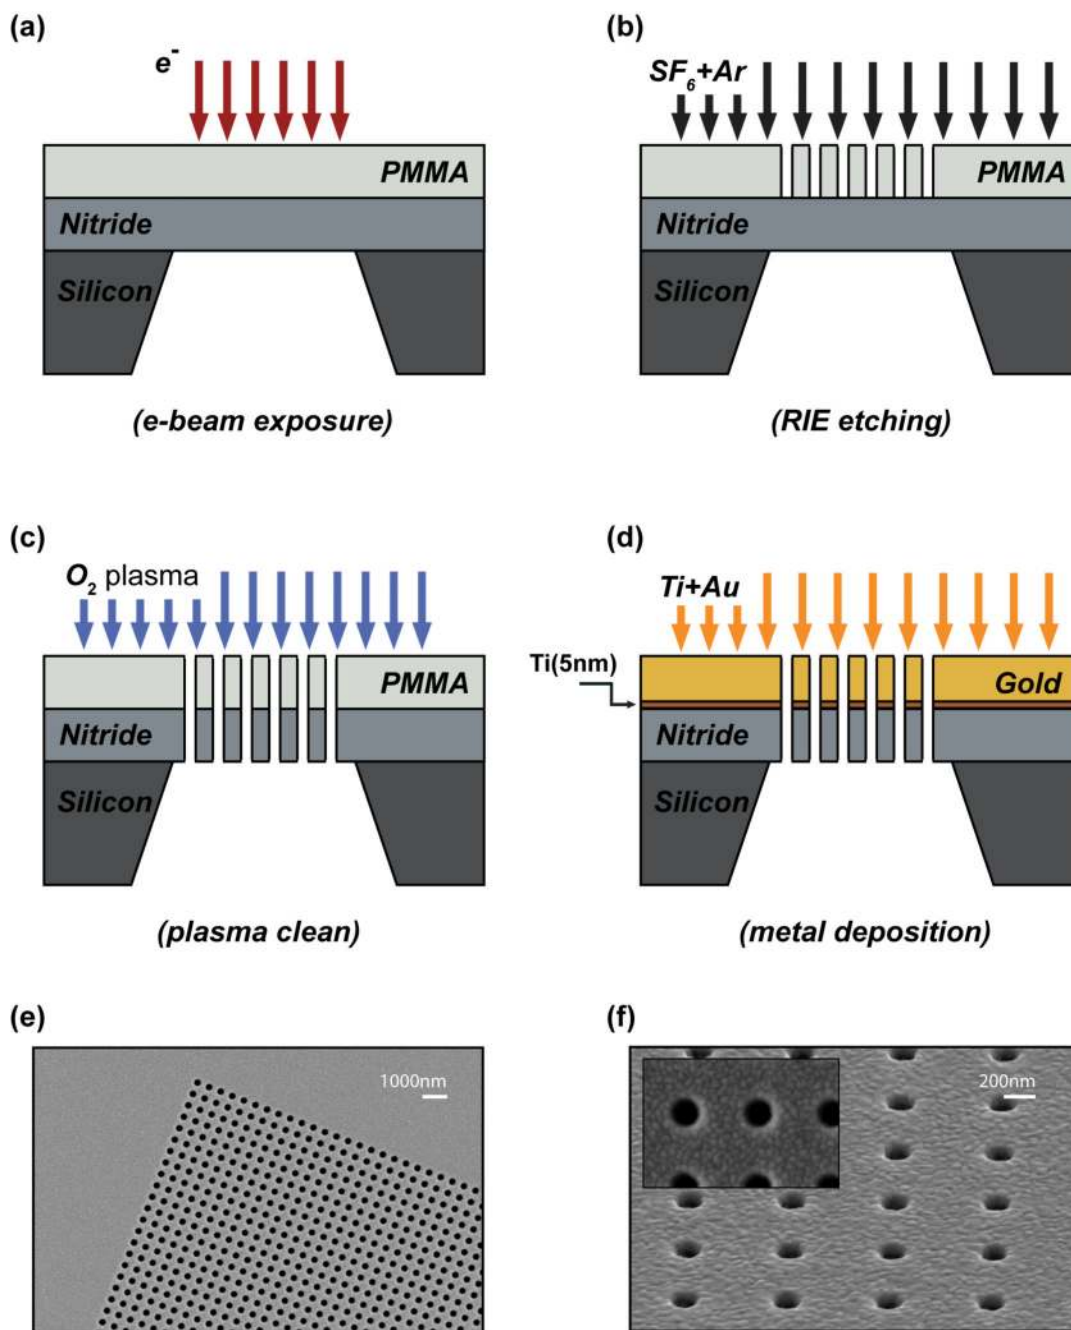 (a)
e-
PMMA
Nitride
Silicon
(e-beam exposure)
(b)
SF6+Ar
PMMA
Nitride
Silicon
(RIE etching)
(c)
O2 plasma
PMMA
Nitride
Silicon
(plasma clean)
(d)
Ti+Au
Ti(5nm)
Gold
Nitride
Silicon
(metal deposition)
(e)
1000nm
(f)
200nm